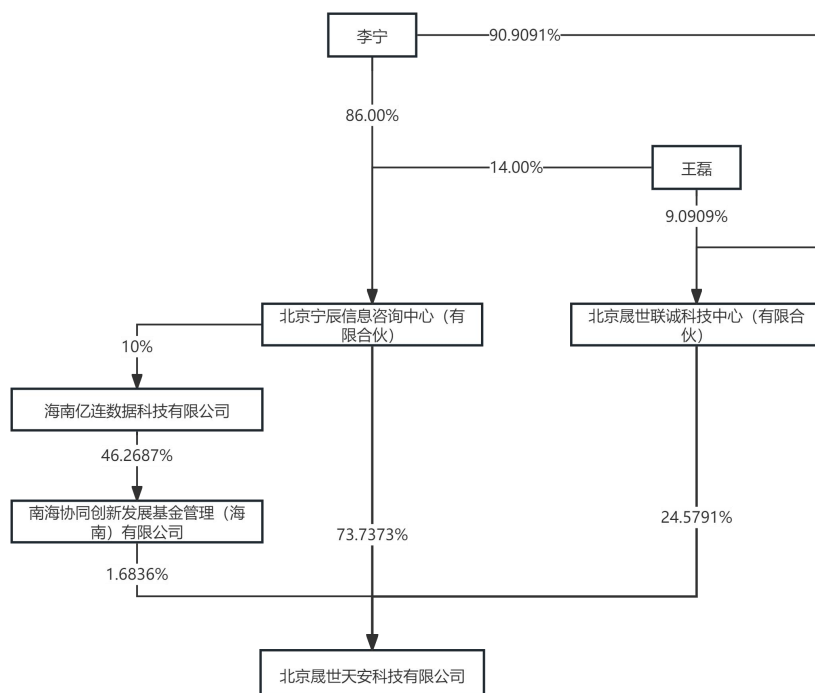 李宁
90.9091%
86.00%
14.00%
王磊
9.0909%
北京宁辰信息咨询中心（有
限合伙）
北京晟世联诚科技中心（有限合
伙）
10%
海南亿连数据科技有限公司
46.2687%
南海协同创新发展基金管理（海
南）有限公司
24.5791%
73.7373%
1.6836%
北京晟世天安科技有限公司